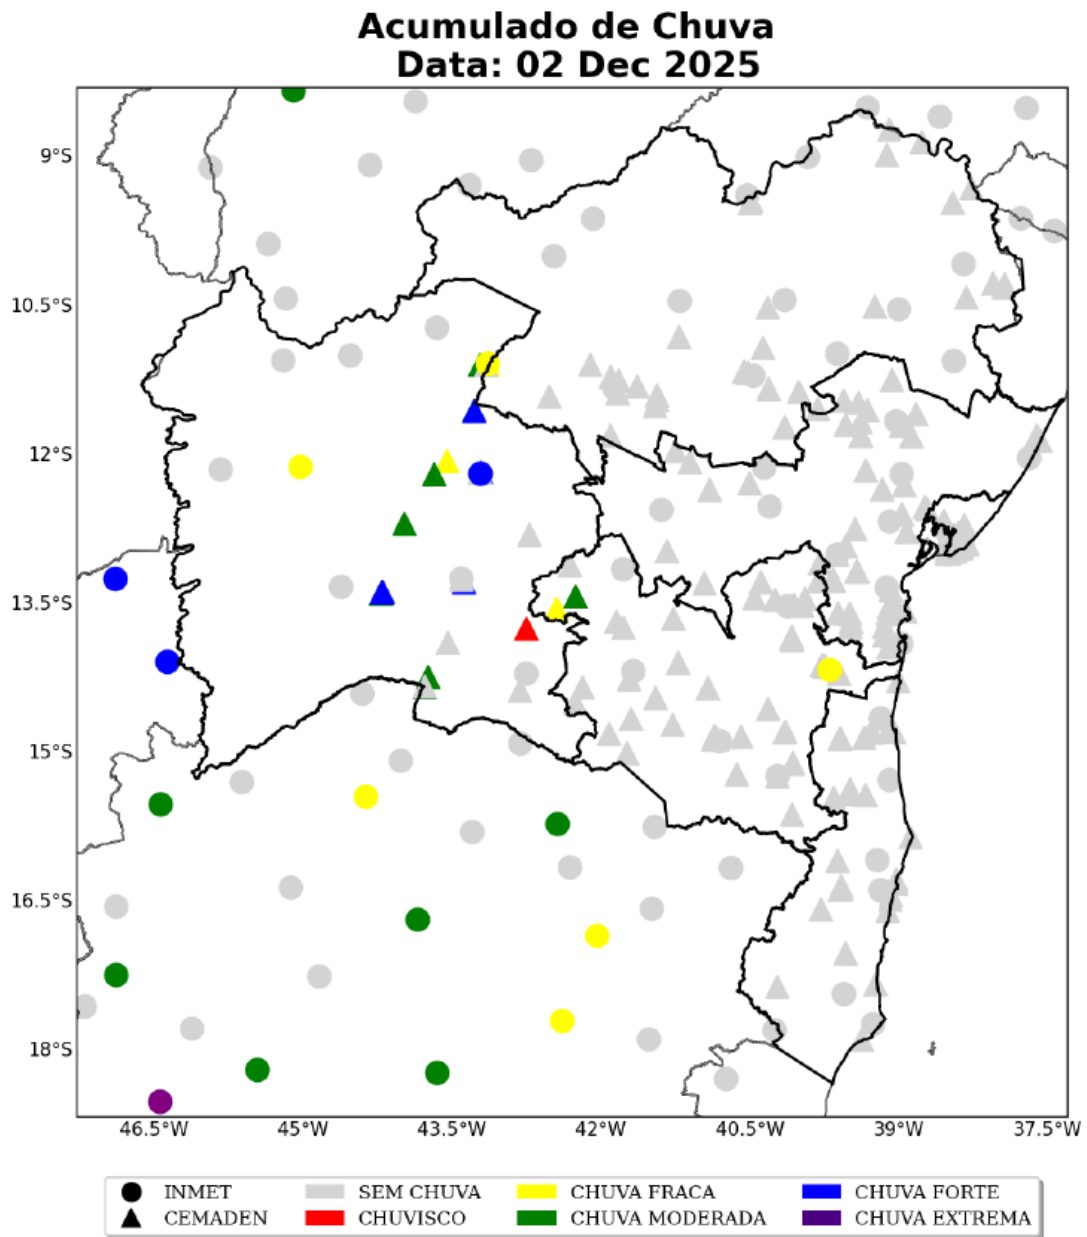 Acumulado de Chuva
Data: 02 Dec 2025
9°S
10.5°S
12°S
13.5°S
15°S
16.5°S
18°S
46.5°W 45°W 43.5°W 42°W 40.5°W 39°W 37.5°W
INMET SEM CHUVA CHUVA FRACA CHUVA FORTE
CEMADEN CHUVISCO CHUVA MODERADA CHUVA EXTREMA